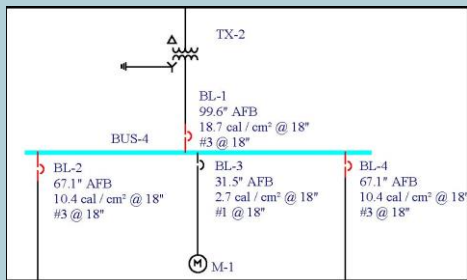 TX-2
BL-1
99.6" AFB
18.7 cal / cm² @ 18"
#3 @ 18"
BUS-4
BL-2
67.1" AFB
10.4 cal / cm² @ 18"
#3 @ 18"
BL-3
31.5" AFB
2.7 cal / cm² @ 18"
#1 @ 18"
BL-4
67.1" AFB
10.4 cal / cm² @ 18"
#3 @ 18"
M
M-1